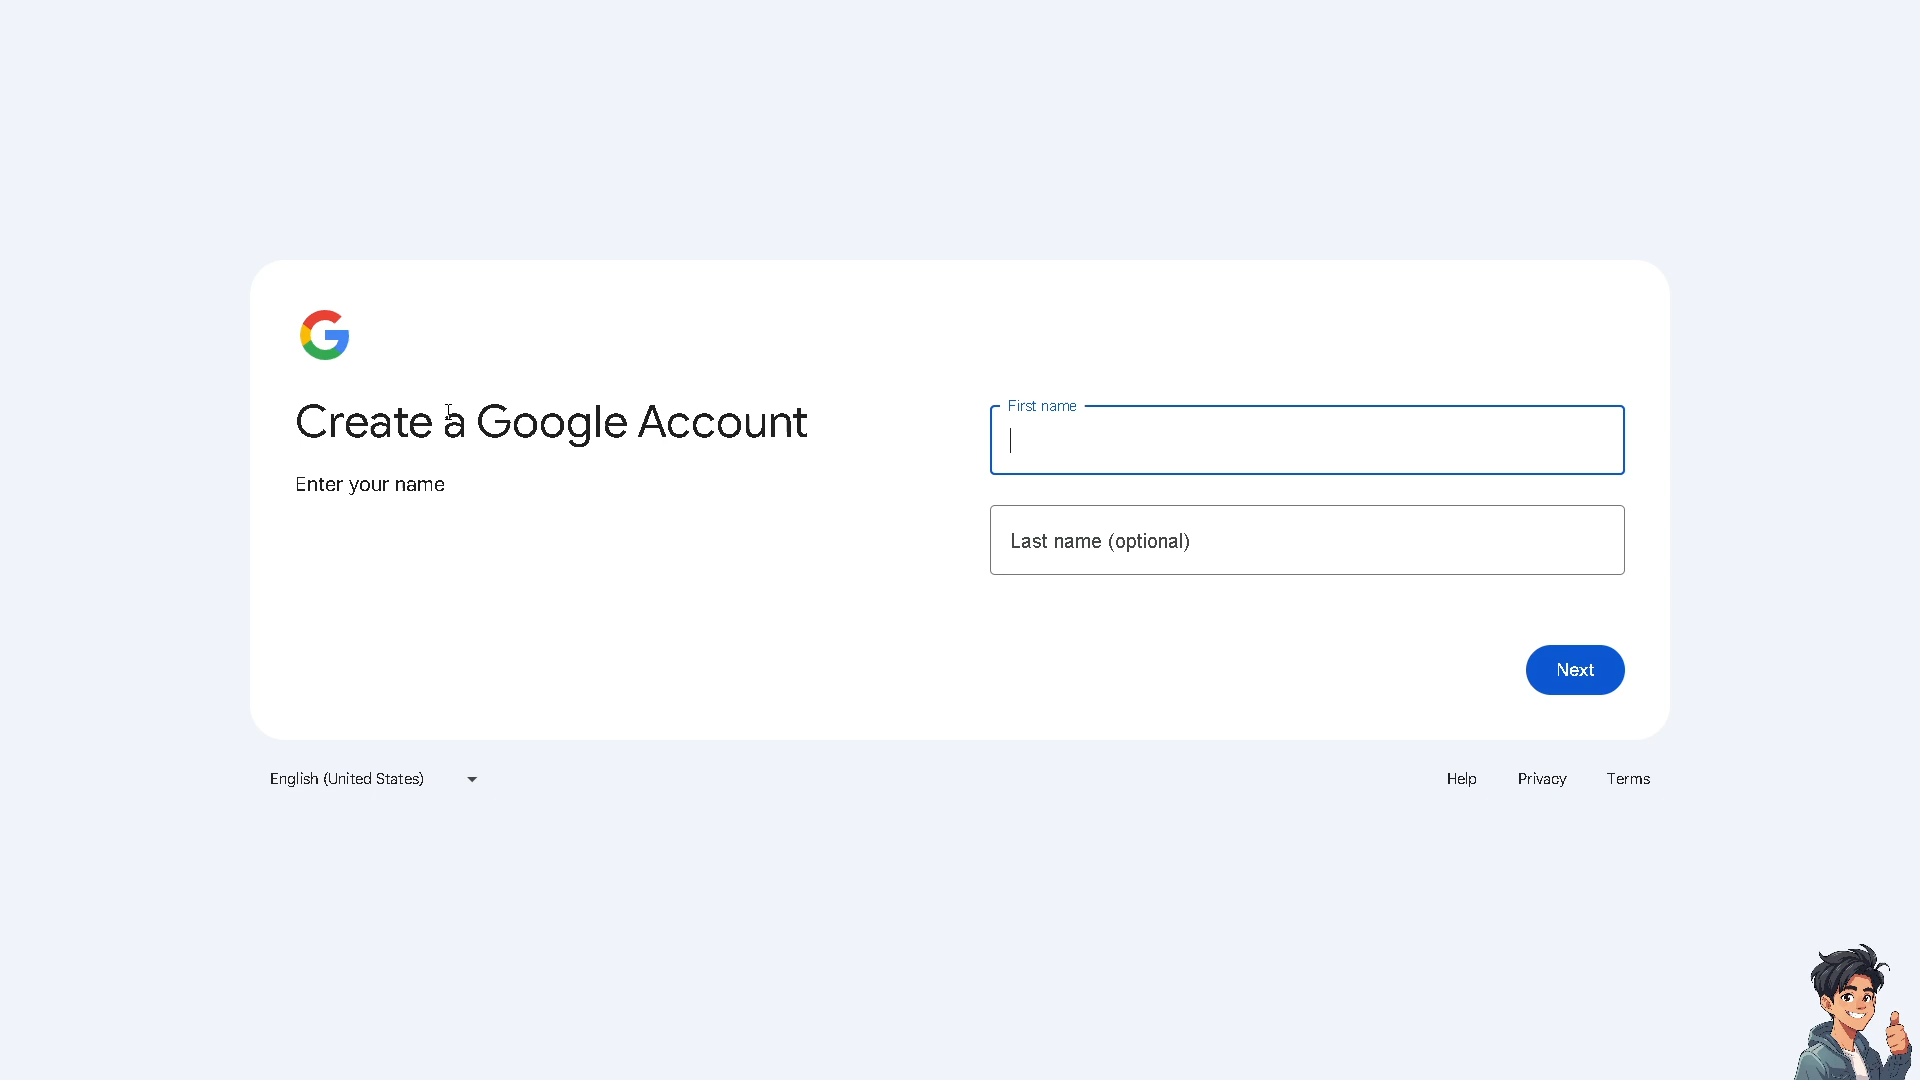 Create a Google Account
Enter your name
First name
Last name (optional)
Next
English (United States)
Help
Privacy
Terms